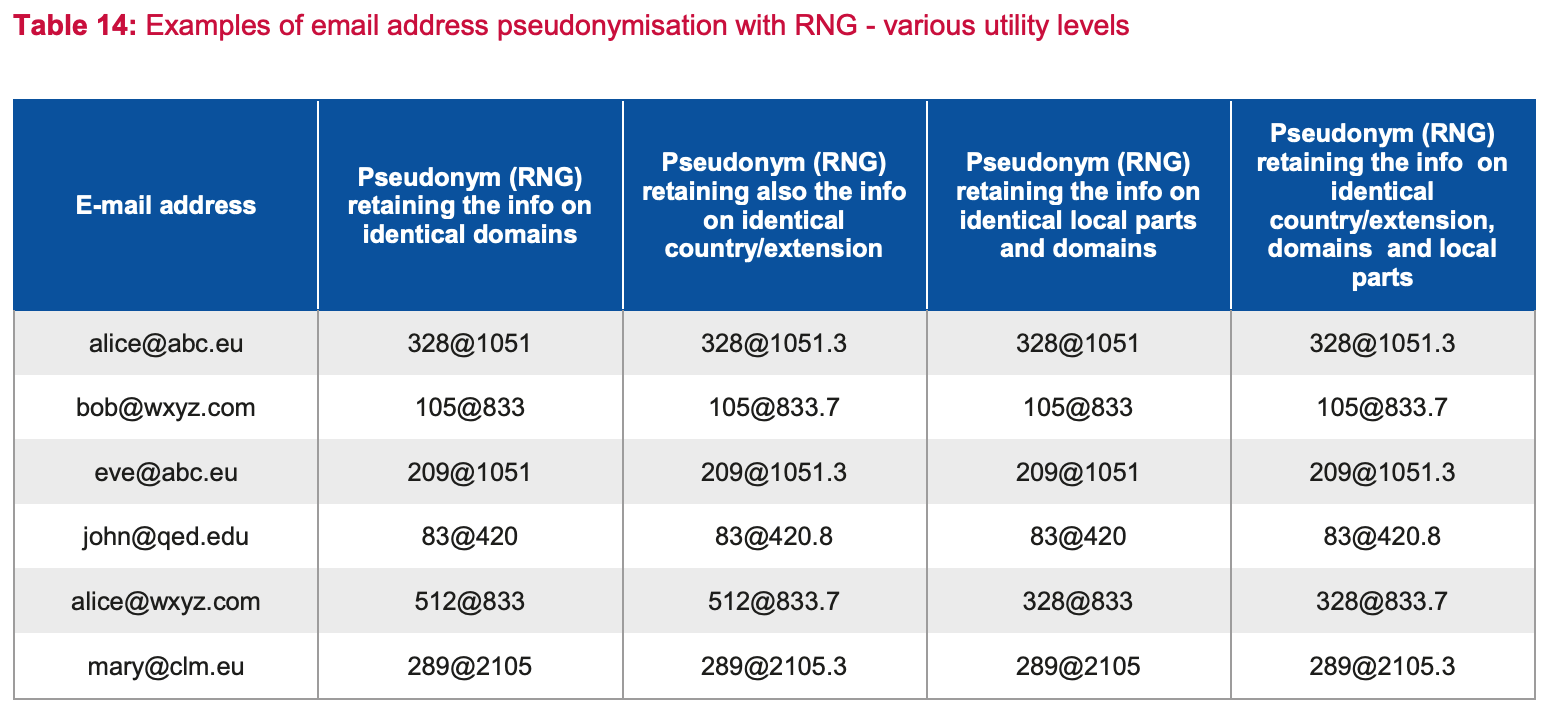 Table 14: Examples of email address pseudonymisation with RNG - various utility levels
E-mail address
Pseudonym (RNG)
retaining the info on
identical domains
Pseudonym (RNG)
retaining also the info
on identical
country/extension
Pseudonym (RNG)
retaining the info on
identical local parts
and domains
Pseudonym (RNG)
retaining the info on
identical
country/extension,
domains and local
parts
alice@abc.eu 328@1051 328@1051.3 328@1051 328@1051.3
bob@wxyz.com 105@833 105@833.7 105@833 105@833.7
eve@abc.eu 209@1051 209@1051.3 209@1051 209@1051.3
john@qed.edu 83@420 83@420.8 83@420 83@420.8
alice@wxyz.com 512@833 512@833.7 328@833 328@833.7
mary@clm.eu 289@2105 289@2105.3 289@2105 289@2105.3